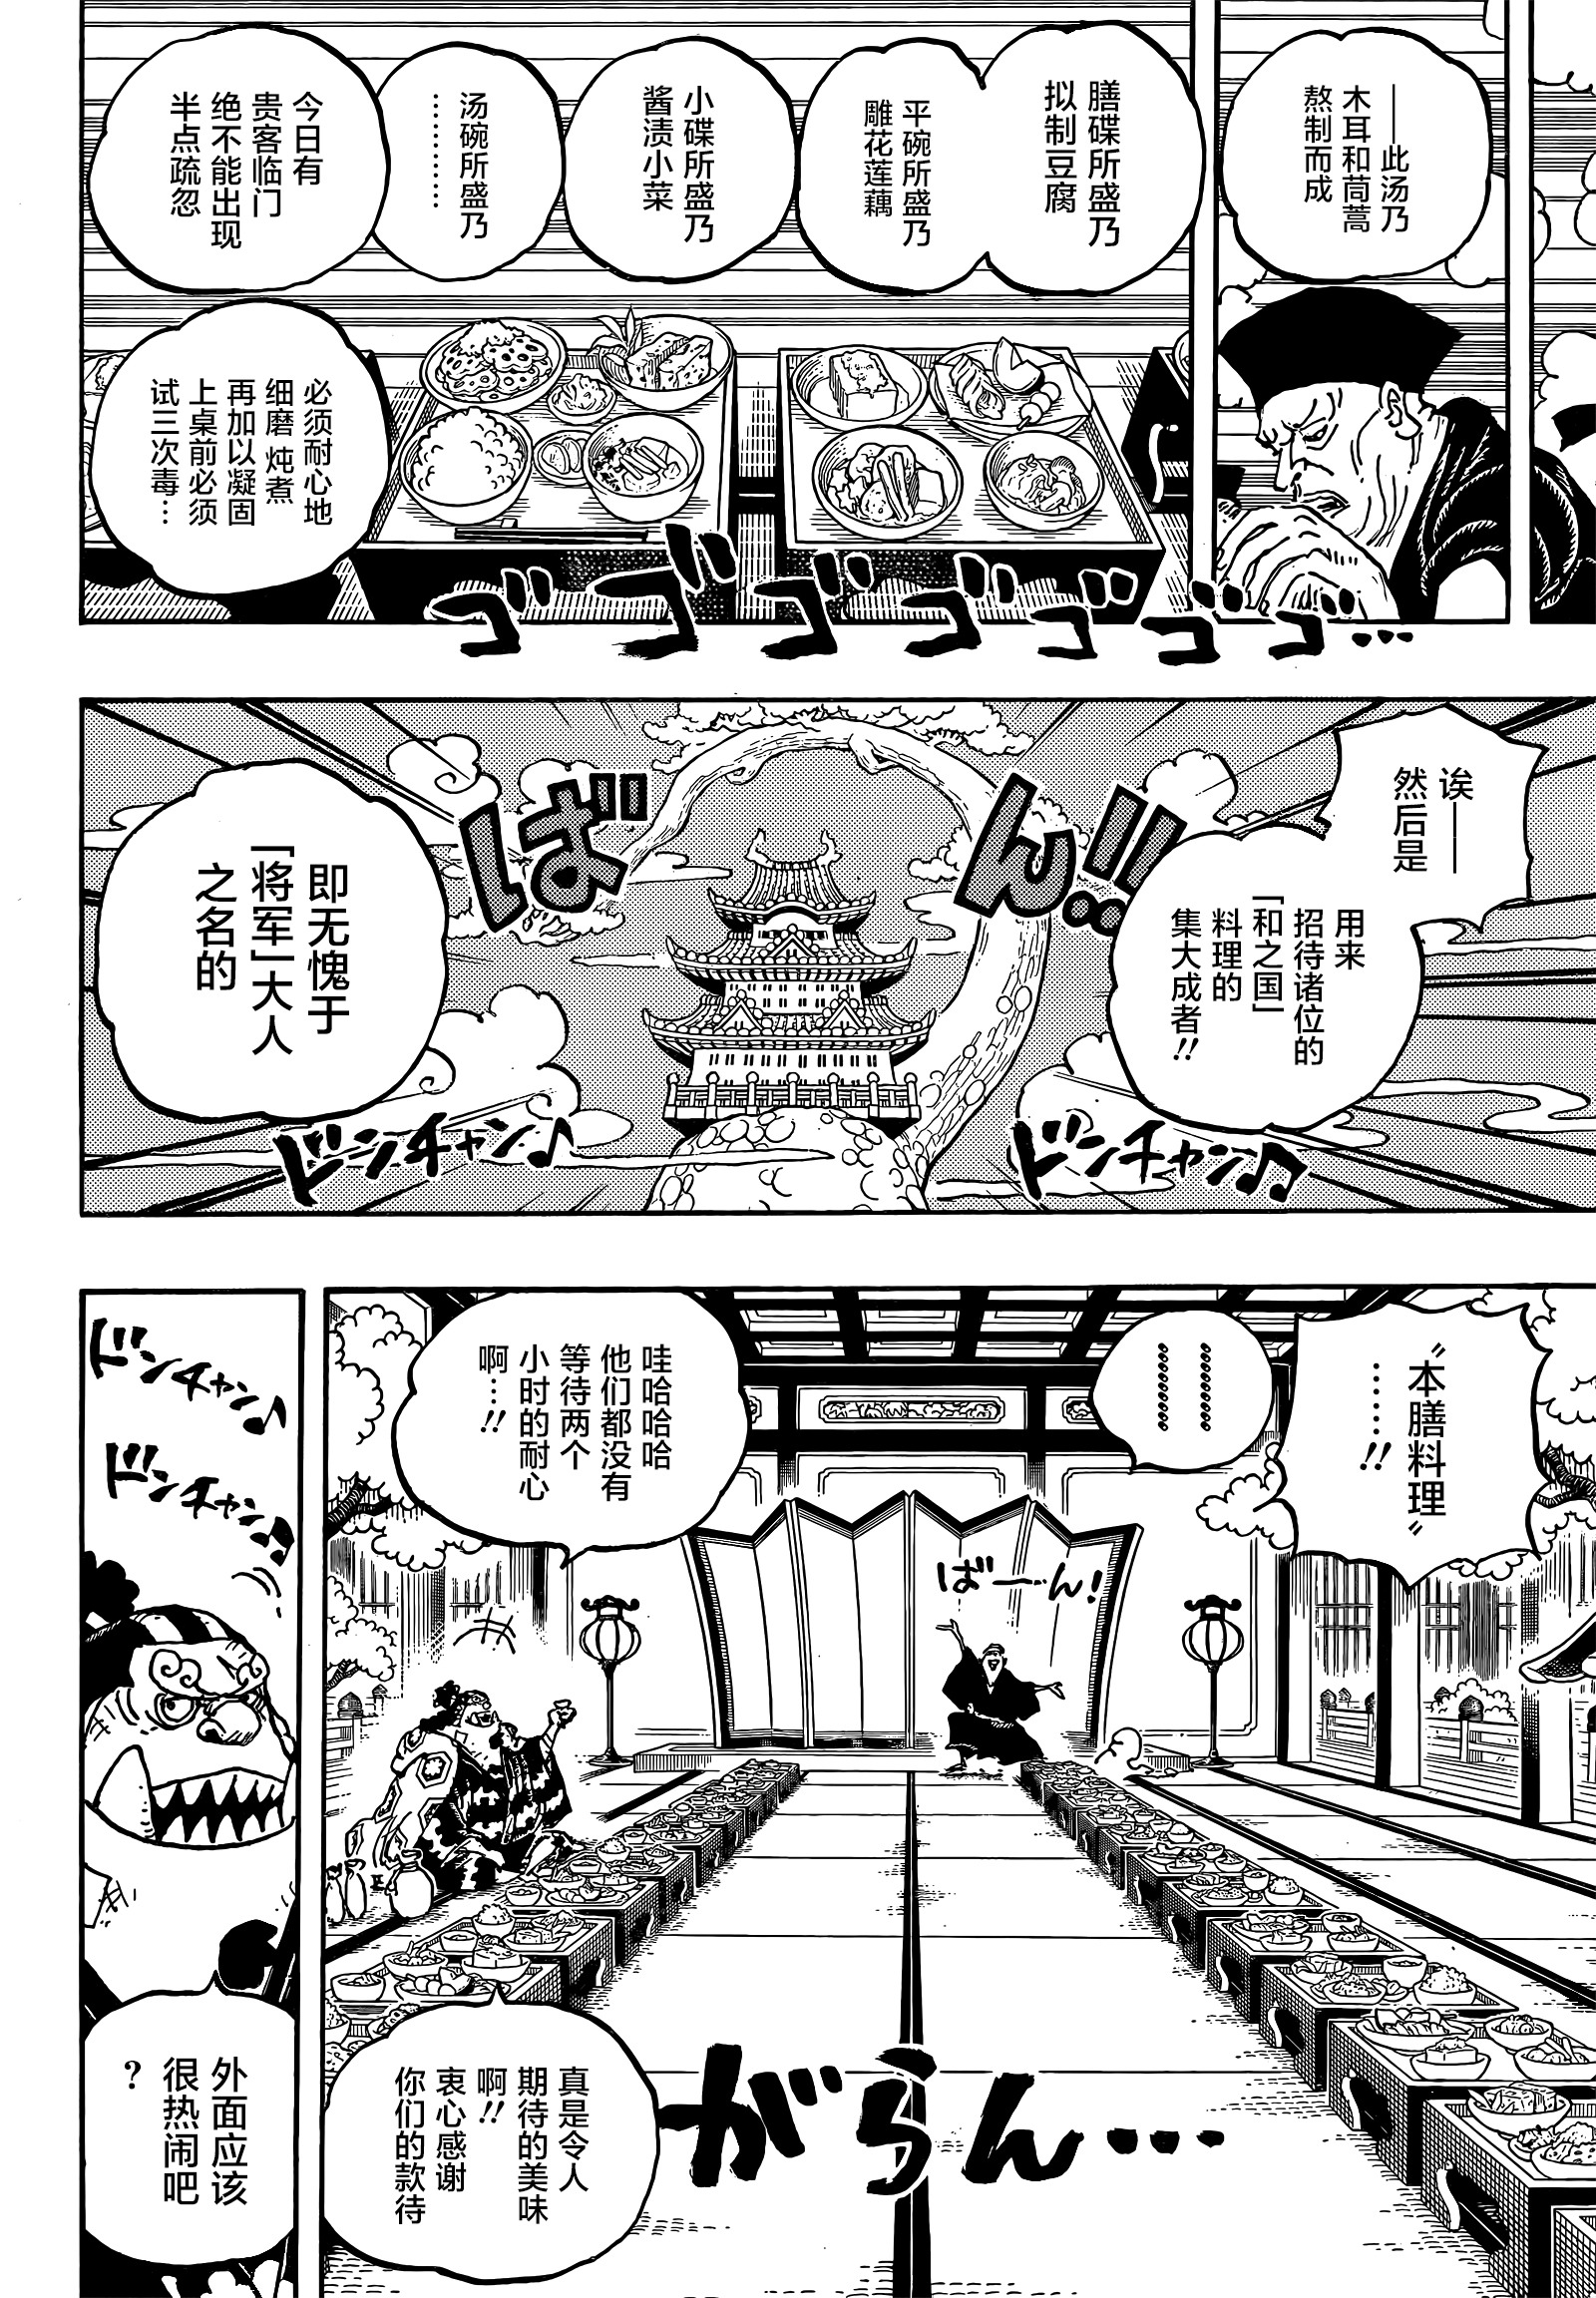 ——此汤乃
木耳和茼蒿
熬制而成
膳碟所盛乃
拟制豆腐
平碗所盛乃
雕花莲藕
小碟所盛乃
酱渍小菜
汤碗所盛乃
…………
今日有
贵客临门
绝不能出现
半点疏忽
必须耐心地
细磨 炖煮
再加以凝固
上桌前必须
试三次毒…
ゴゴゴゴゴゴゴ…
诶——
然后是
用来
招待诸位的
「和之国」
料理的
集大成者!!
ばん!!
即无愧于
「将军」大人
之名的
ドンチャン♫
ドンチャン♪
〝本膳料理〟
……!!
………………
ばーん!
哇哈哈哈
他们都没有
等待两个
小时的耐心
啊…!!
真是令人
期待的美味
啊!!
衷心感谢
你们的款待
がらん…
ドンチャン♪
ドンチャン♫
外面应该
很热闹吧
?